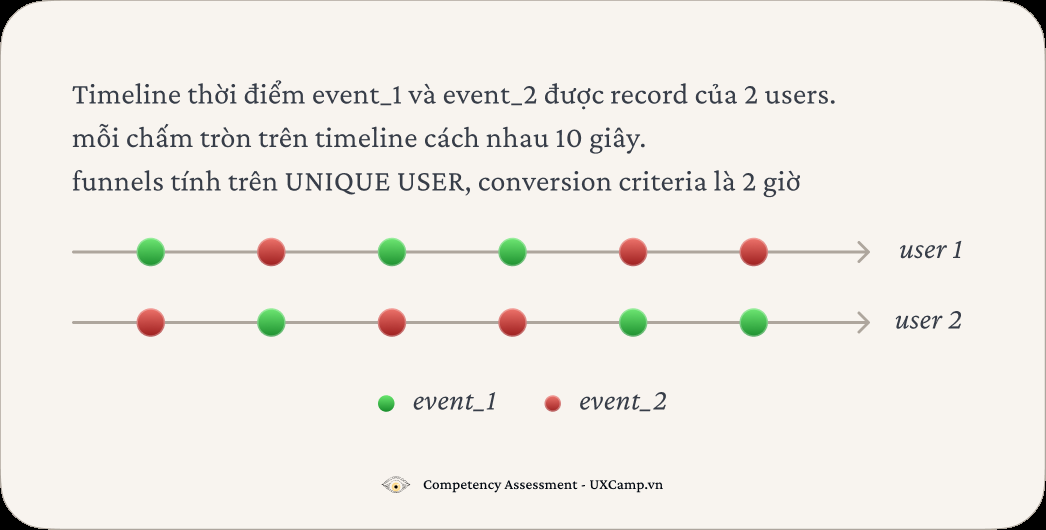 Timeline thời điểm event_1 và event_2 được record của 2 users.
mỗi chấm tròn trên timeline cách nhau 10 giây.
funnels tính trên UNIQUE USER, conversion criteria là 2 giờ
user 1
user 2
event_1 event_2
Competency Assessment - UXCamp.vn